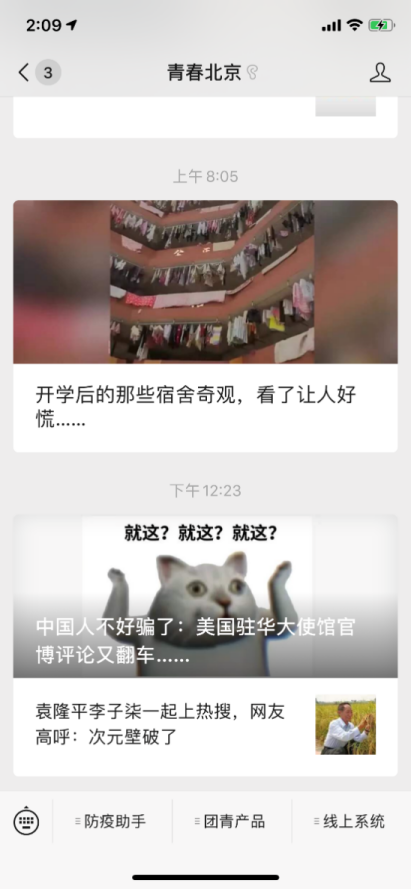 2:09
3
青春北京
上午 8:05
开学后的那些宿舍奇观，看了让人好
慌......
下午 12:23
就这？就这？就这？
中国人不好骗了：美国驻华大使馆官
博评论又翻车......
袁隆平李子柒一起上热搜，网友
高呼：次元壁破了
防疫助手
团青产品
线上系统